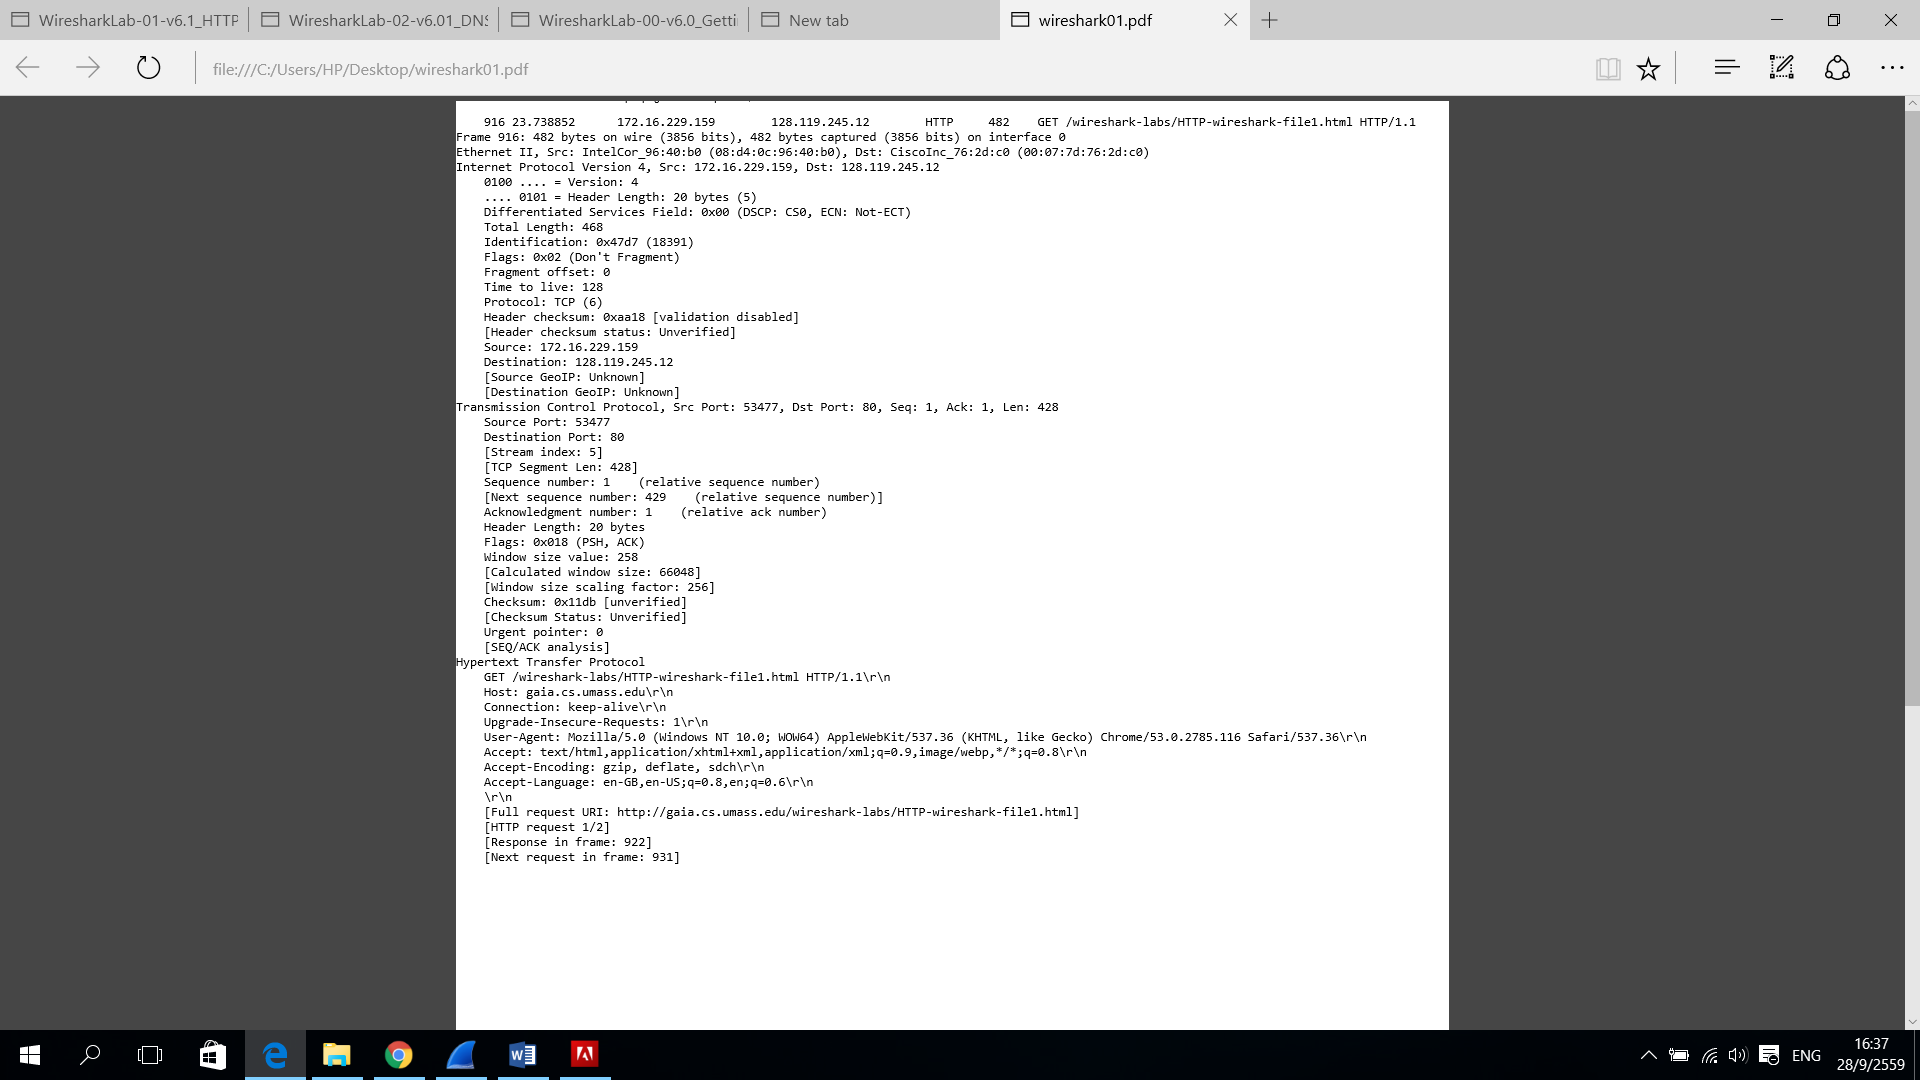 WiresharkLab-01-v6.1_HTTP
WiresharkLab-02-v6.01_DNS
WiresharkLab-00-v6.0_Getti
New tab
wireshark01.pdf
file:///C:/Users/HP/Desktop/wireshark01.pdf
916 23.738852 172.16.229.159 128.119.245.12 HTTP 482 GET /wireshark-labs/HTTP-wireshark-file1.html HTTP/1.1
Frame 916: 482 bytes on wire (3856 bits), 482 bytes captured (3856 bits) on interface 0
Ethernet II, Src: IntelCor_96:40:b0 (08:d4:0c:96:40:b0), Dst: CiscoInc_76:2d:c0 (00:07:7d:76:2d:c0)
Internet Protocol Version 4, Src: 172.16.229.159, Dst: 128.119.245.12
0100 .... = Version: 4
.... 0101 = Header Length: 20 bytes (5)
Differentiated Services Field: 0x00 (DSCP: CS0, ECN: Not-ECT)
Total Length: 468
Identification: 0x47d7 (18391)
Flags: 0x02 (Don't Fragment)
Fragment offset: 0
Time to live: 128
Protocol: TCP (6)
Header checksum: 0xaa18 [validation disabled]
[Header checksum status: Unverified]
Source: 172.16.229.159
Destination: 128.119.245.12
[Source GeoIP: Unknown]
[Destination GeoIP: Unknown]
Transmission Control Protocol, Src Port: 53477, Dst Port: 80, Seq: 1, Ack: 1, Len: 428
Source Port: 53477
Destination Port: 80
[Stream index: 5]
[TCP Segment Len: 428]
Sequence number: 1 (relative sequence number)
[Next sequence number: 429 (relative sequence number)]
Acknowledgment number: 1 (relative ack number)
Header Length: 20 bytes
Flags: 0x018 (PSH, ACK)
Window size value: 258
[Calculated window size: 66048]
[Window size scaling factor: 256]
Checksum: 0x11db [unverified]
[Checksum Status: Unverified]
Urgent pointer: 0
[SEQ/ACK analysis]
Hypertext Transfer Protocol
GET /wireshark-labs/HTTP-wireshark-file1.html HTTP/1.1\r\n
Host: gaia.cs.umass.edu\r\n
Connection: keep-alive\r\n
Upgrade-Insecure-Requests: 1\r\n
User-Agent: Mozilla/5.0 (Windows NT 10.0; WOW64) AppleWebKit/537.36 (KHTML, like Gecko) Chrome/53.0.2785.116 Safari/537.36\r\n
Accept: text/html,application/xhtml+xml,application/xml;q=0.9,image/webp,*/*;q=0.8\r\n
Accept-Encoding: gzip, deflate, sdch\r\n
Accept-Language: en-GB,en-US;q=0.8,en;q=0.6\r\n
\r\n
[Full request URI: http://gaia.cs.umass.edu/wireshark-labs/HTTP-wireshark-file1.html]
[HTTP request 1/2]
[Response in frame: 922]
[Next request in frame: 931]
ENG
16:37
28/9/2559